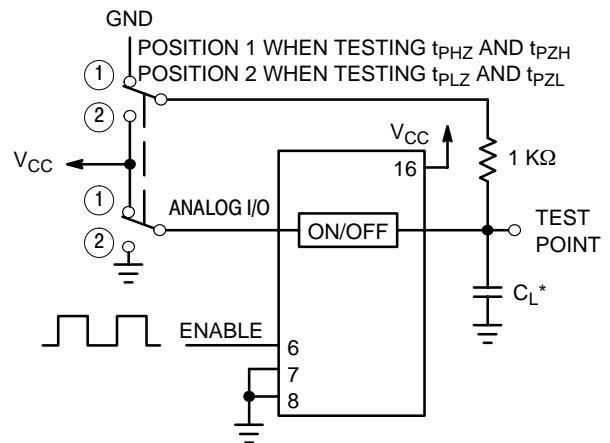 GND
POSITION 1 WHEN TESTING tPHZ AND tPZH
POSITION 2 WHEN TESTING tPLZ AND tPZL
1
2
VCC
VCC
16
1 KΩ
1
2
ANALOG I/O
ON/OFF
TEST
POINT
CL*
ENABLE
6
7
8